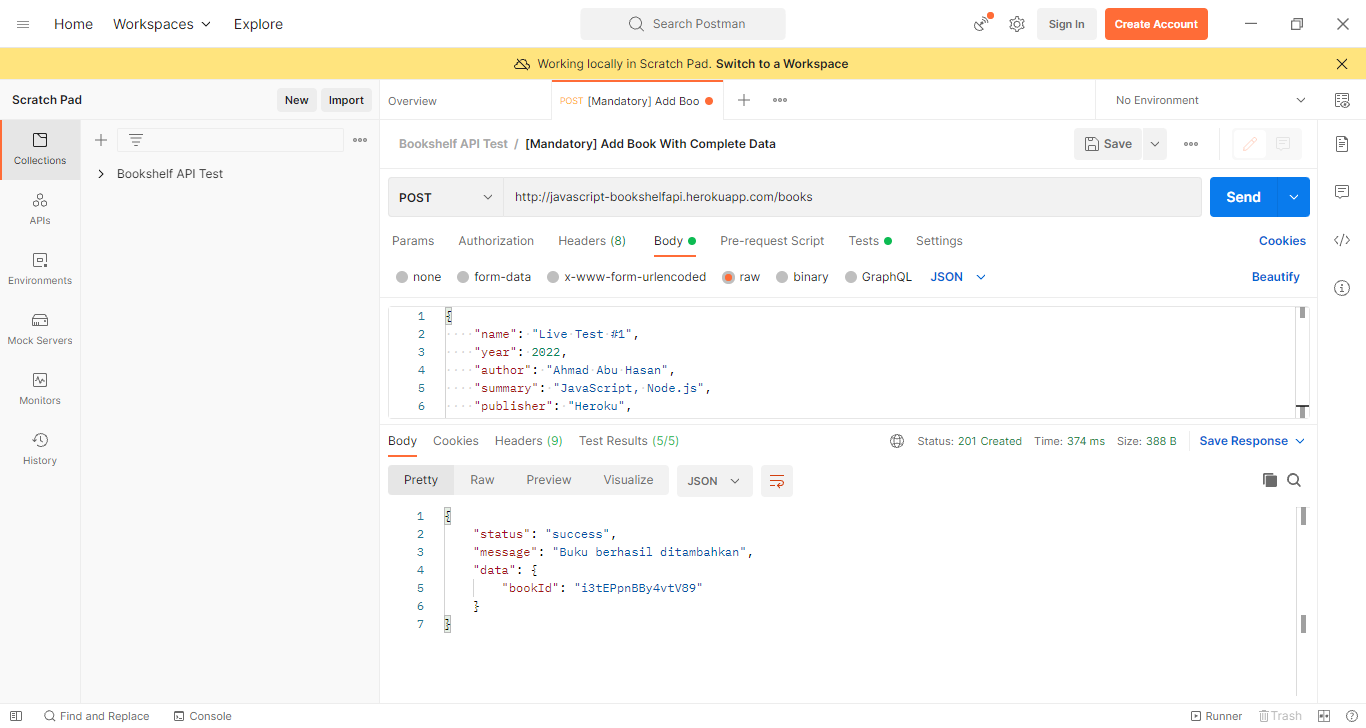 Home Workspaces Explore Search Postman Sign In Create Account
Working locally in Scratch Pad. Switch to a Workspace
Scratch Pad New Import Overview POST [Mandatory] Add Boo No Environment
Bookshelf API Test / [Mandatory] Add Book With Complete Data Save
Collections
Bookshelf API Test
POST http://javascript-bookshelfapi.herokuapp.com/books Send
APIs
Params Authorization Headers (8) Body Pre-request Script Tests Settings Cookies
Environments
none form-data x-www-form-urlencoded raw binary GraphQL JSON Beautify
Mock Servers
Monitors
History
1 {
2 "name": "Live Test #1",
3 "year": 2022,
4 "author": "Ahmad Abu Hasan",
5 "summary": "JavaScript, Node.js",
6 "publisher": "Heroku",
Body Cookies Headers (9) Test Results (5/5) Status: 201 Created Time: 374 ms Size: 388 B Save Response
Pretty Raw Preview Visualize JSON
1 {
2 "status": "success",
3 "message": "Buku berhasil ditambahkan",
4 "data": {
5 "bookId": "i3tEPpnBBy4vtV89"
6 }
7 }
Find and Replace Console Runner Trash